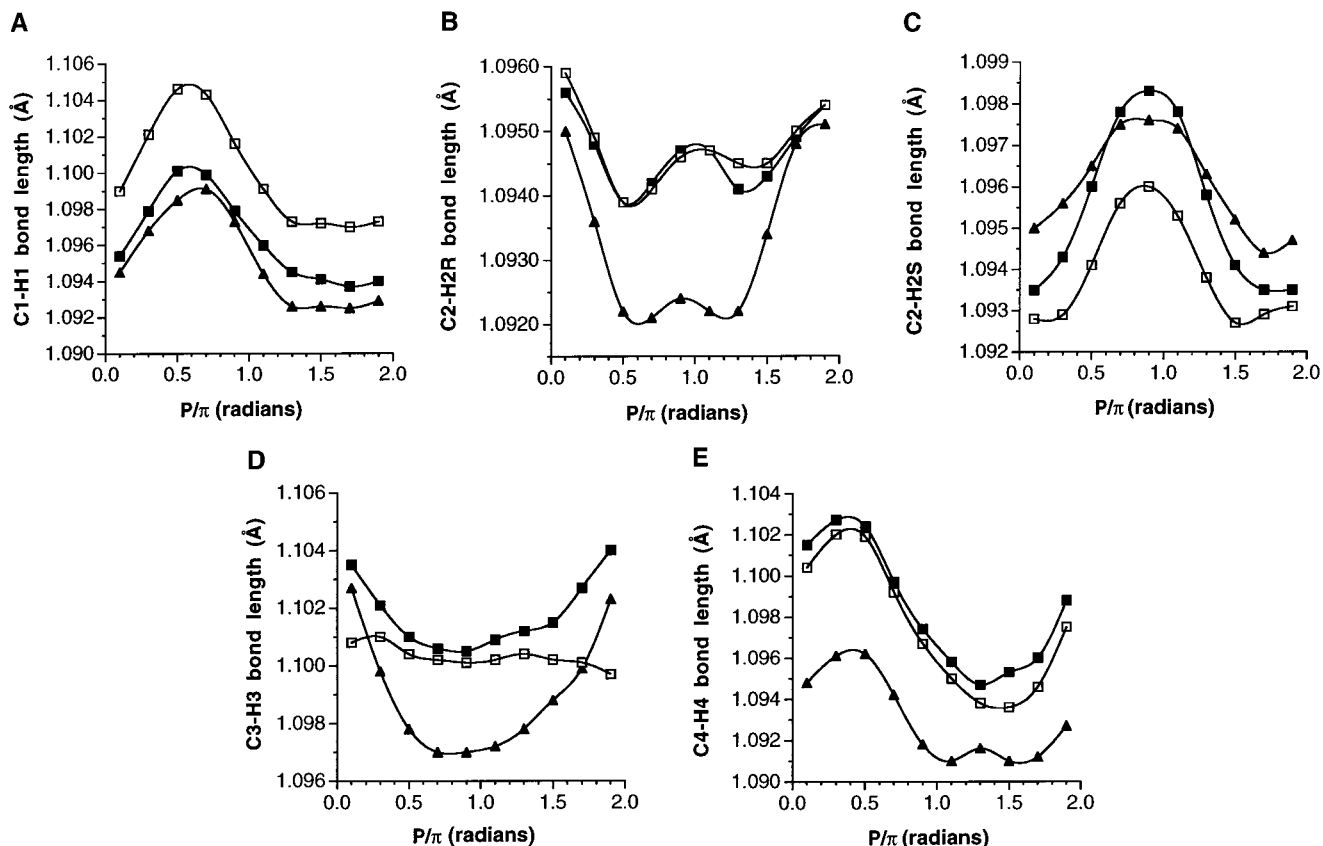 A
B
C
C1-H1 bond length (Å)
1.106
1.104
1.102
1.100
1.098
1.096
1.094
1.092
1.090
0.0 0.5 1.0 1.5 2.0
P/π (radians)
C2-H2R bond length (Å)
1.0960
1.0950
1.0940
1.0930
1.0920
0.0 0.5 1.0 1.5 2.0
P/π (radians)
C2-H2S bond length (Å)
1.099
1.098
1.097
1.096
1.095
1.094
1.093
1.092
0.0 0.5 1.0 1.5 2.0
P/π (radians)
D
E
C3-H3 bond length (Å)
1.106
1.104
1.102
1.100
1.098
1.096
0.0 0.5 1.0 1.5 2.0
P/π (radians)
C4-H4 bond length (Å)
1.104
1.102
1.100
1.098
1.096
1.094
1.092
1.090
0.0 0.5 1.0 1.5 2.0
P/π (radians)